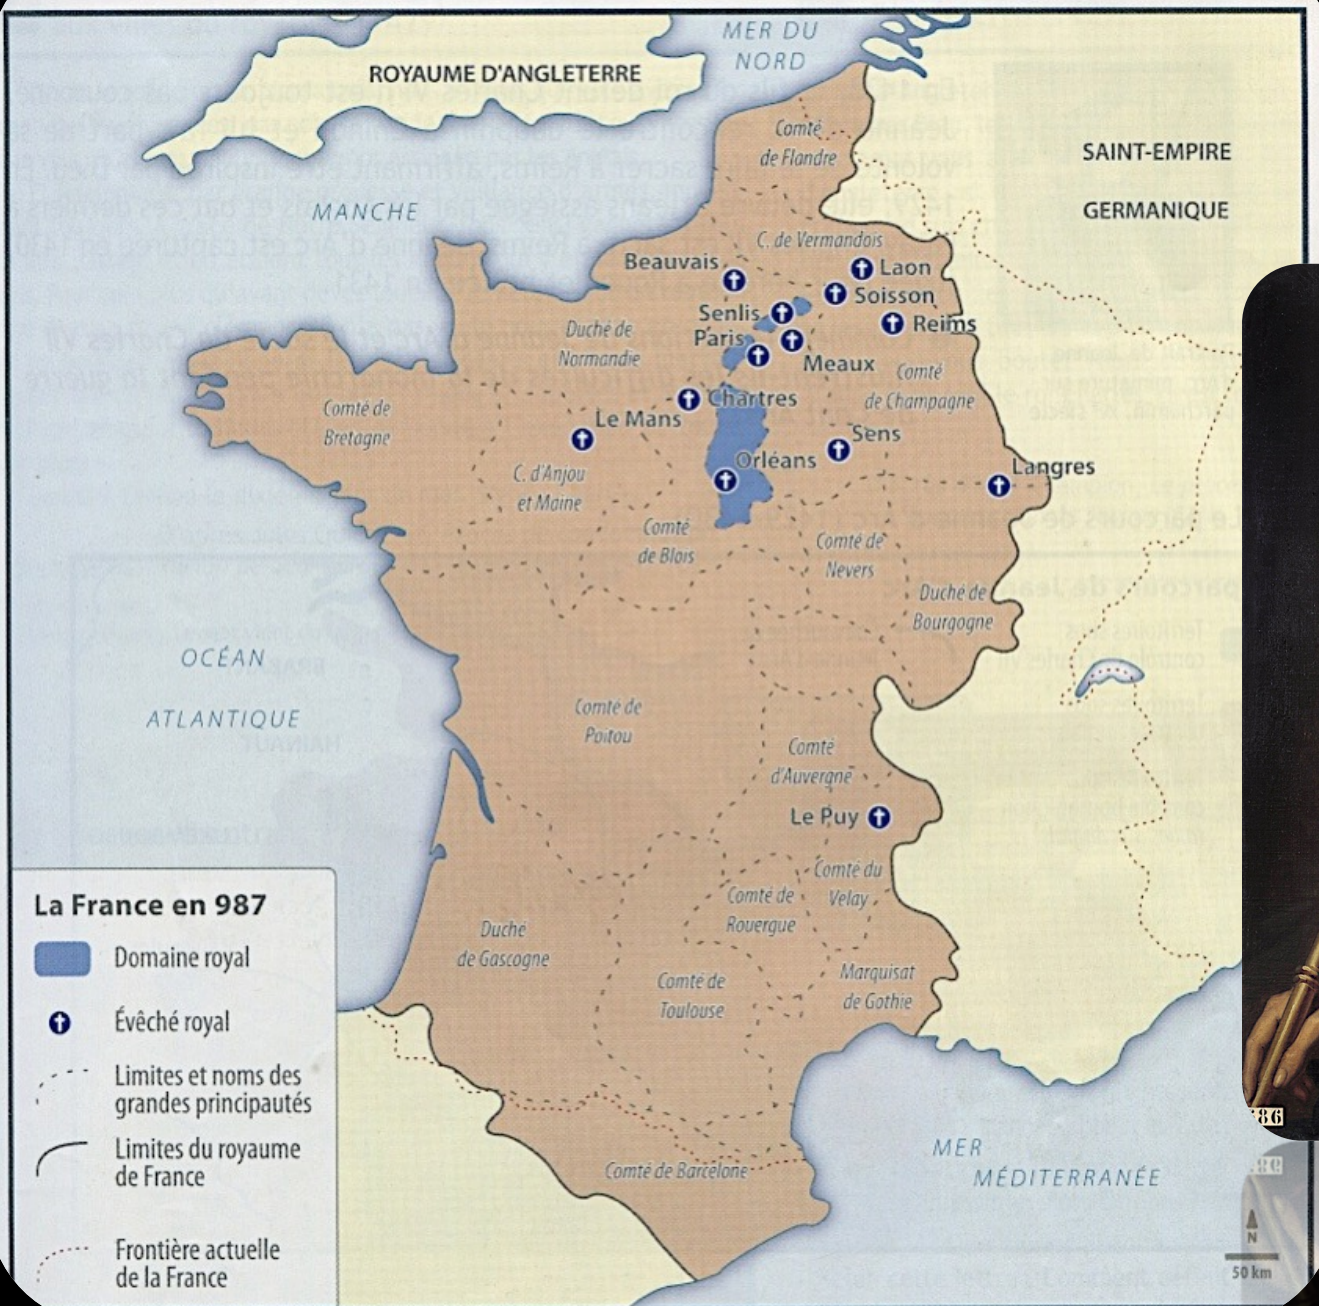 MER DU
NORD
ROYAUME D'ANGLETERRE
Comté
de Flandre
SAINT-EMPIRE
GERMANIQUE
MANCHE
C. de Vermandois
Beauvais
Laon
Soisson
Senlis
Reims
Paris
Meaux
Duché de
Normandie
Comté
de Champagne
Chartres
Comté de
Bretagne
Le Mans
Sens
Orléans
Langres
C. d'Anjou
et Maine
Comté
de Blois
Comté de
Nevers
Duché de
Bourgogne
OCÉAN
ATLANTIQUE
Comté de
Poitou
Comté
d'Auvergne
Le Puy
Comté du
Velay
Comté de
Rouergue
Duché
de Gascogne
Comté de
Toulouse
Marquisat
de Gothie
Comté de Barcelone
MER
MÉDITERRANÉE
La France en 987
Domaine royal
Évêché royal
Limites et noms des
grandes principautés
Limites du royaume
de France
Frontière actuelle
de la France
N
50 km